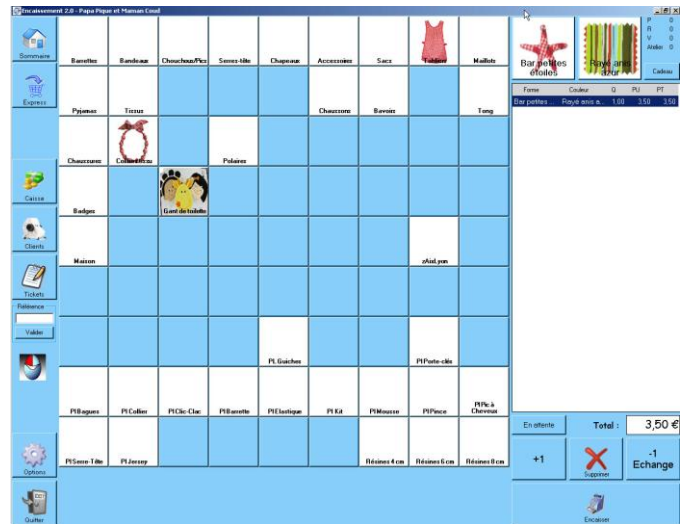 Encaissement 2.0 - Papa Pique et Maman Coud
Sommaire
Express
Caisse
Clients
Tickets
Référence
Valider
Options
Quitter
Barrettes Bandeaux Chouchous/Pics Serres-tête Chapeaux Accessoires Sacs Tabliers Maillots
Pyjamas Tissus Chaussons Bavoirs Tong
Chaussures Collant tissu Polaires
Badges Gant de toilette
Maison zAixLyon
Pl.Guiches Pl Porte-clés
Pl Bagues Pl Collier Pl Clic-Clac Pl Barrette Pl Elastique Pl Kit Pl Mousse Pl Pince Pl Pic à
Cheveux
Pl Serre-Tête Pl Jersey Résines 4 cm Résines 6 cm Résines 8 cm
Bar petites
étoiles
Rayé anis
azur
P 0
R 0
V 0
Atelier 0
Cadeau
Forme Couleur Q PU PT
Bar petites ... Rayé anis a... 1,00 3,50 3,50
En attente Total : 3,50 €
+1 Supprimer -1
Echange
Encaisser